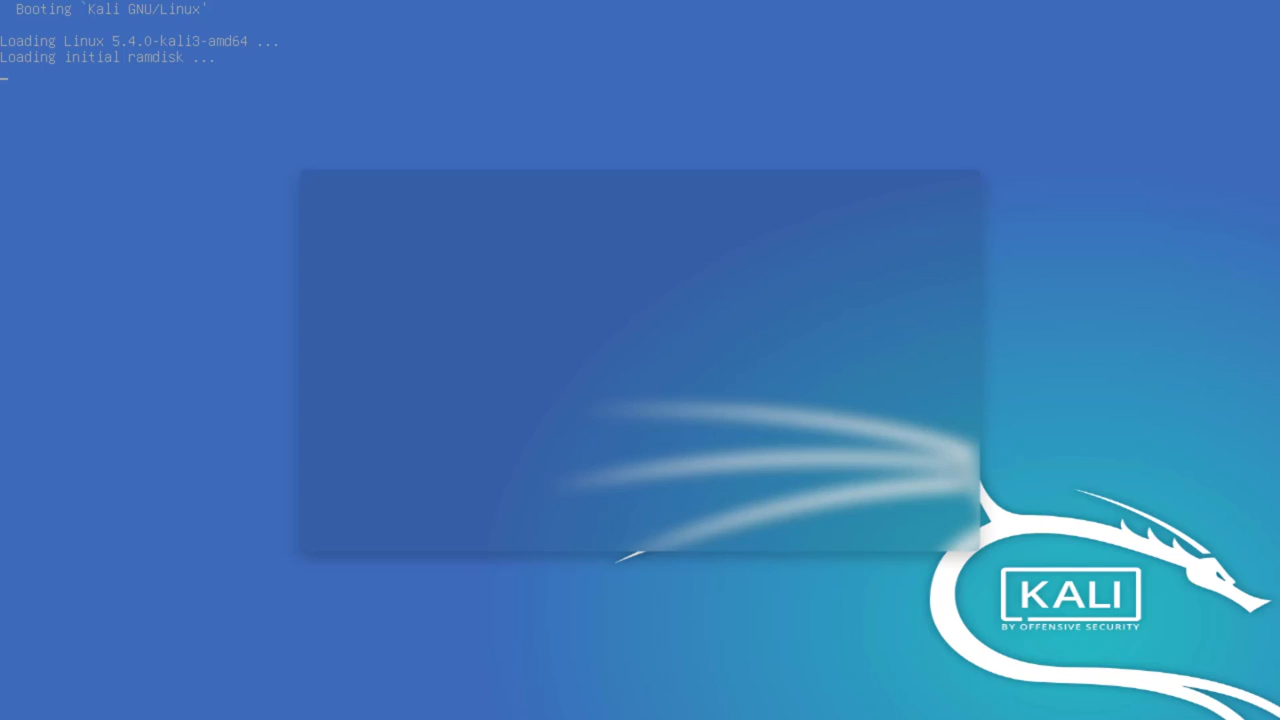 Booting `Kali GNU/Linux'
Loading Linux 5.4.0-kali3-amd64 ...
Loading initial ramdisk ...
KALI
BY OFFENSIVE SECURITY